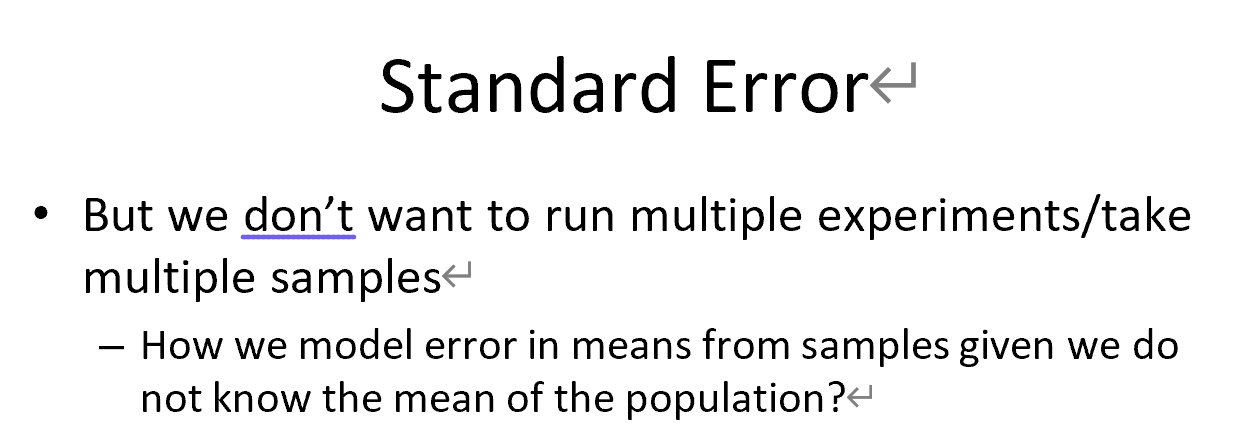 Standard Error↵
• But we don’t want to run multiple experiments/take
multiple samples↵
– How we model error in means from samples given we do
not know the mean of the population?↵